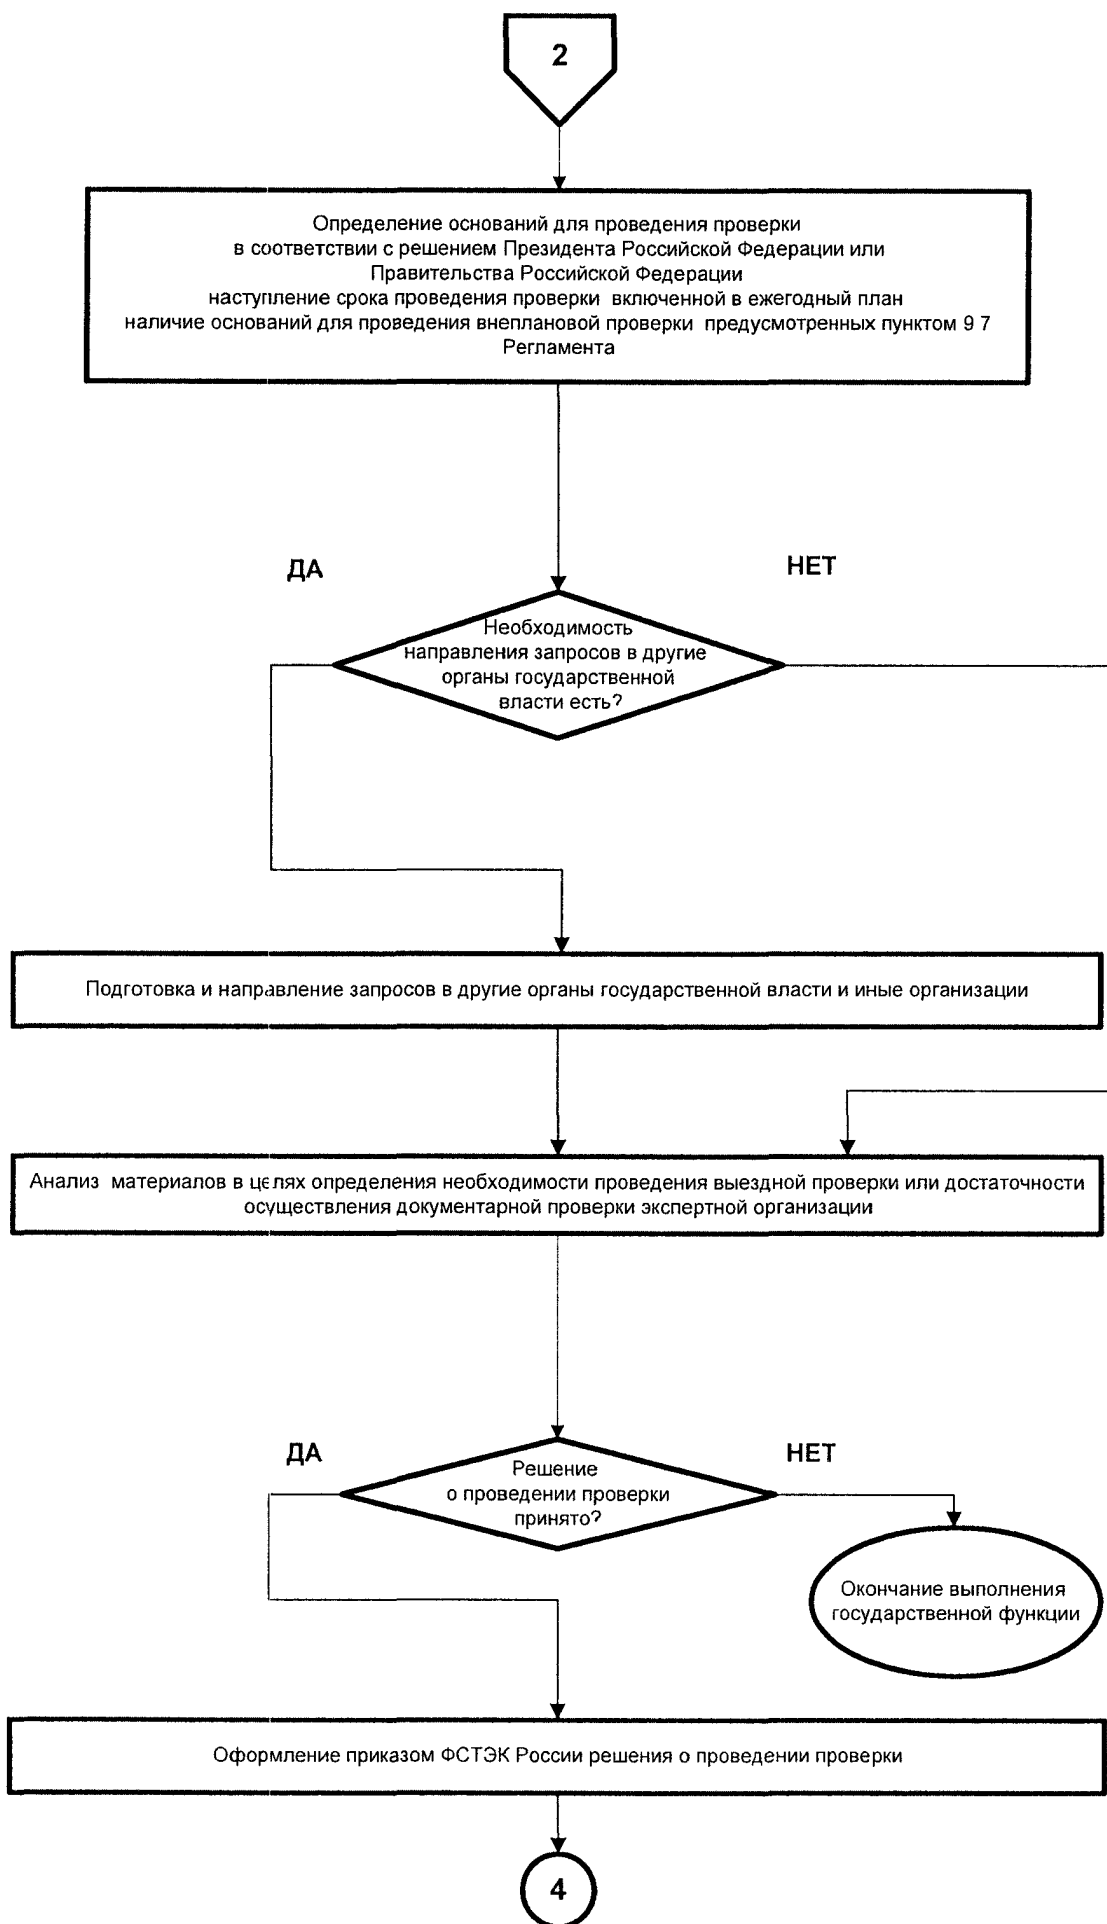 2
Определение оснований для проведения проверки
в соответствии с решением Президента Российской Федерации или
Правительства Российской Федерации
наступление срока проведения проверки включенной в ежегодный план
наличие оснований для проведения внеплановой проверки предусмотренных пунктом 9 7
Регламента
ДА
НЕТ
Необходимость
направления запросов в другие
органы государственной
власти есть?
Подготовка и направление запросов в другие органы государственной власти и иные организации
Анализ материалов в целях определения необходимости проведения выездной проверки или достаточности
осуществления документарной проверки экспертной организации
ДА
НЕТ
Решение
о проведении проверки
принято?
Окончание выполнения
государственной функции
Оформление приказом ФСТЭК России решения о проведении проверки
4